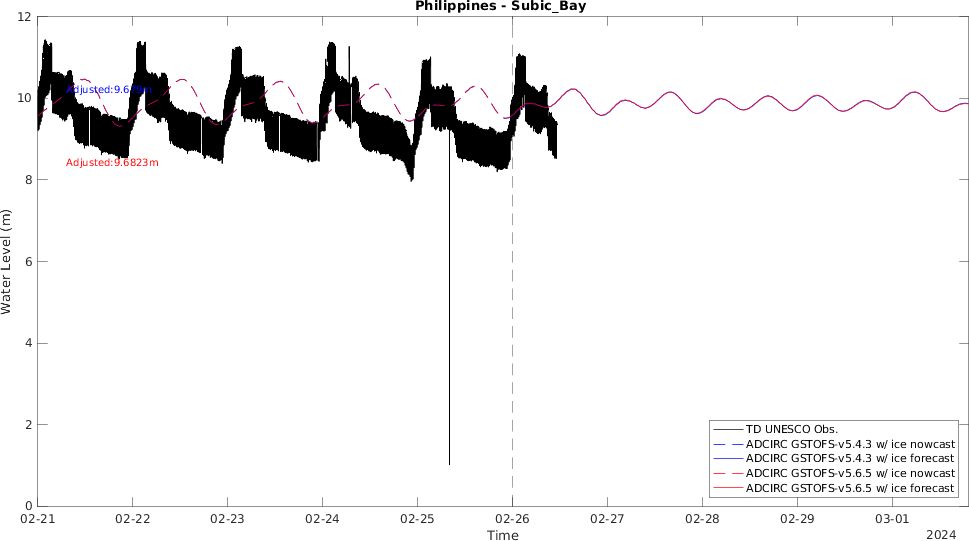 Philippines - Subic_Bay
12
10
8
6
4
2
0
Water Level (m)
Adjusted:9.6823m
TD UNESCO Obs.
ADCIRC GSTOFS-v5.4.3 w/ ice nowcast
ADCIRC GSTOFS-v5.4.3 w/ ice forecast
ADCIRC GSTOFS-v5.6.5 w/ ice nowcast
ADCIRC GSTOFS-v5.6.5 w/ ice forecast
02-21 02-22 02-23 02-24 02-25 02-26 02-27 02-28 02-29 03-01
Time
2024